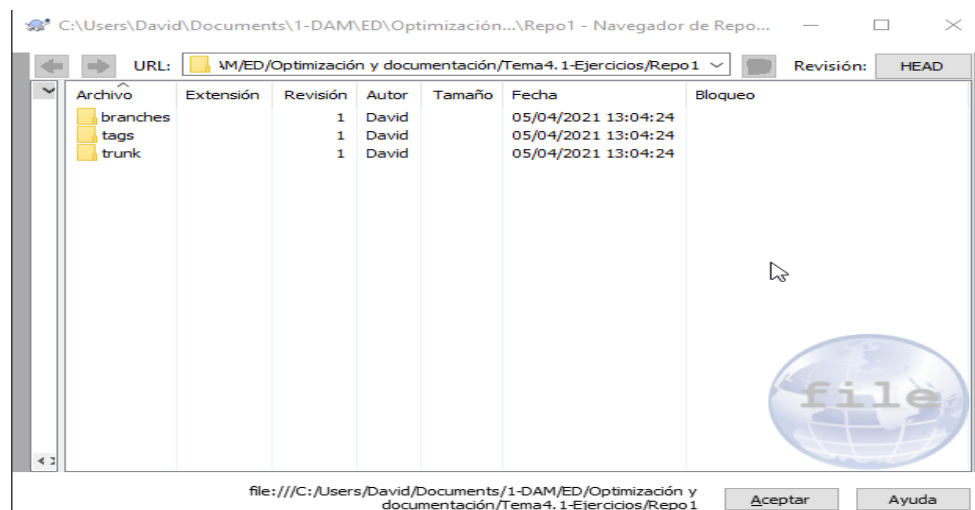 C:\Users\David\Documents\1-DAM\ED\Optimización...\Repo1 - Navegador de Repo...
URL: \M/ED/Optimización y documentación/Tema4.1-Ejercicios/Repo1 Revisión: HEAD
Archivo Extensión Revisión Autor Tamaño Fecha Bloqueo
branches 1 David 05/04/2021 13:04:24
tags 1 David 05/04/2021 13:04:24
trunk 1 David 05/04/2021 13:04:24
file
file:///C:/Users/David/Documents/1-DAM/ED/Optimización y
documentación/Tema4.1-Ejercicios/Repo1
Aceptar Ayuda